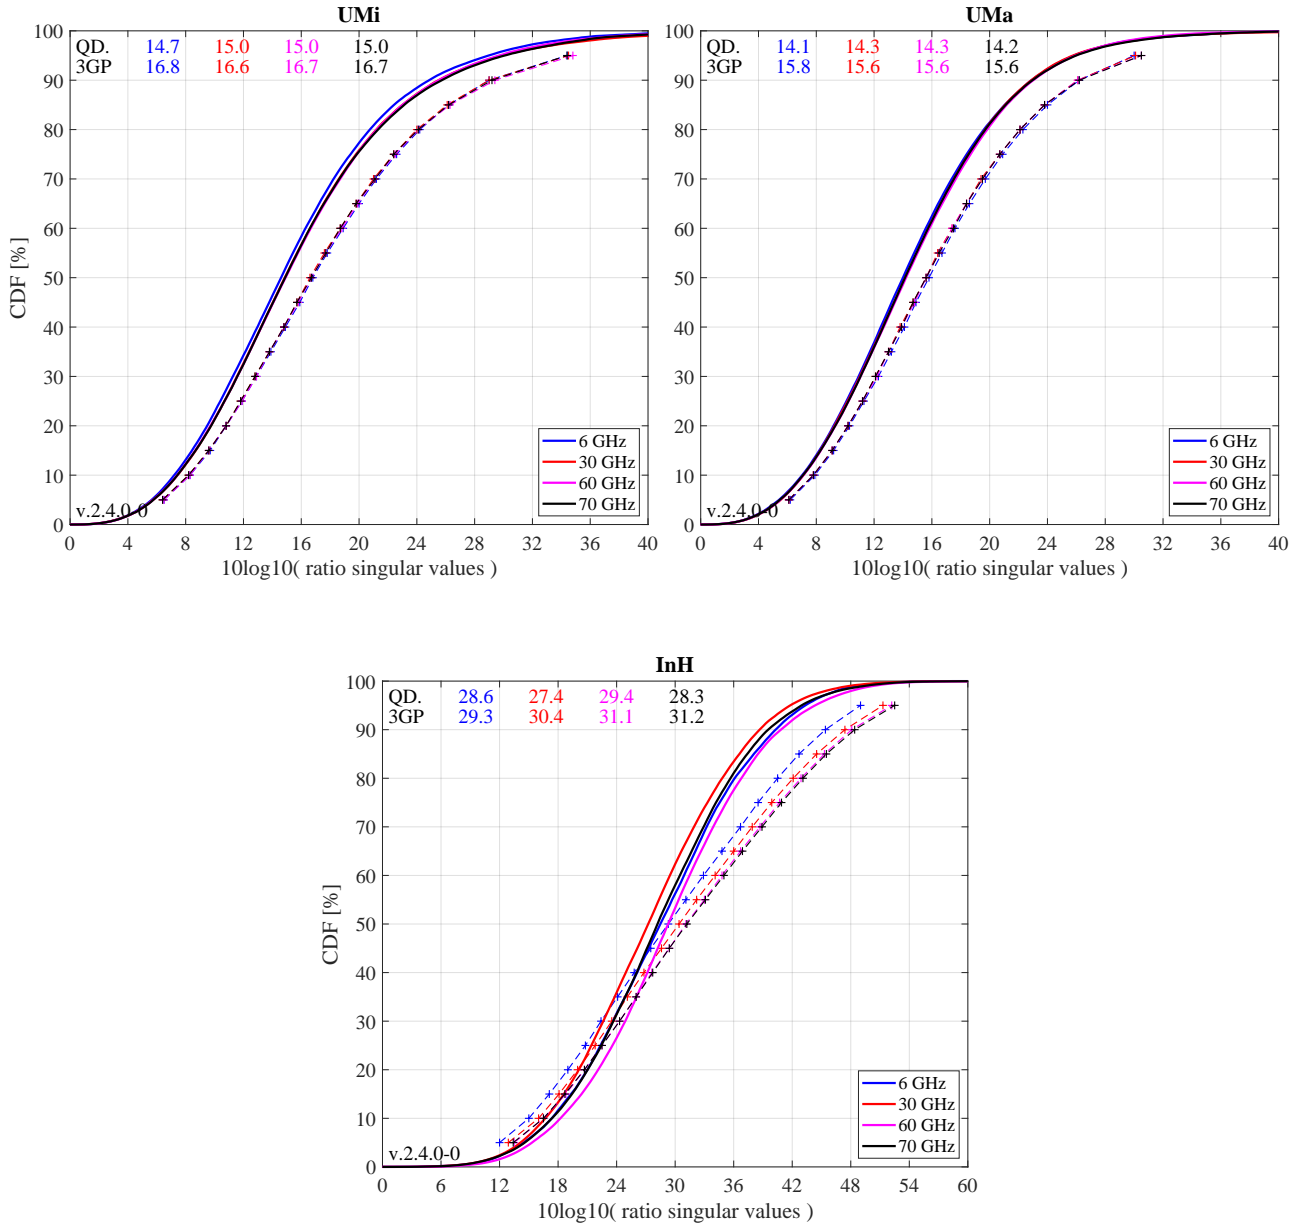 UMi
QD. 14.7 15.0 15.0 15.0
3GP 16.8 16.6 16.7 16.7
100
90
80
70
60
50
40
30
20
10
0
CDF [%]
v.2.4.0-0
6 GHz
30 GHz
60 GHz
70 GHz
0 4 8 12 16 20 24 28 32 36 40
10log10( ratio singular values )
UMa
QD. 14.1 14.3 14.3 14.2
3GP 15.8 15.6 15.6 15.6
100
90
80
70
60
50
40
30
20
10
0
v.2.4.0-0
6 GHz
30 GHz
60 GHz
70 GHz
0 4 8 12 16 20 24 28 32 36 40
10log10( ratio singular values )
InH
QD. 28.6 27.4 29.4 28.3
3GP 29.3 30.4 31.1 31.2
100
90
80
70
60
50
40
30
20
10
0
CDF [%]
v.2.4.0-0
6 GHz
30 GHz
60 GHz
70 GHz
0 6 12 18 24 30 36 42 48 54 60
10log10( ratio singular values )